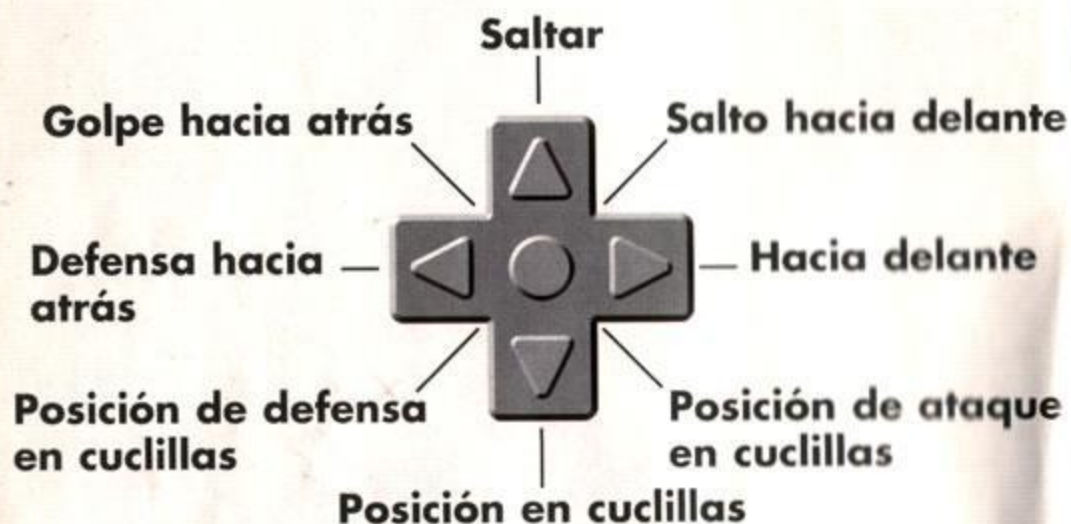 Saltar
Golpe hacia atrás
Salto hacia delante
Defensa hacia
atrás
Hacia delante
Posición de defensa
en cuclillas
Posición de ataque
en cuclillas
Posición en cuclillas